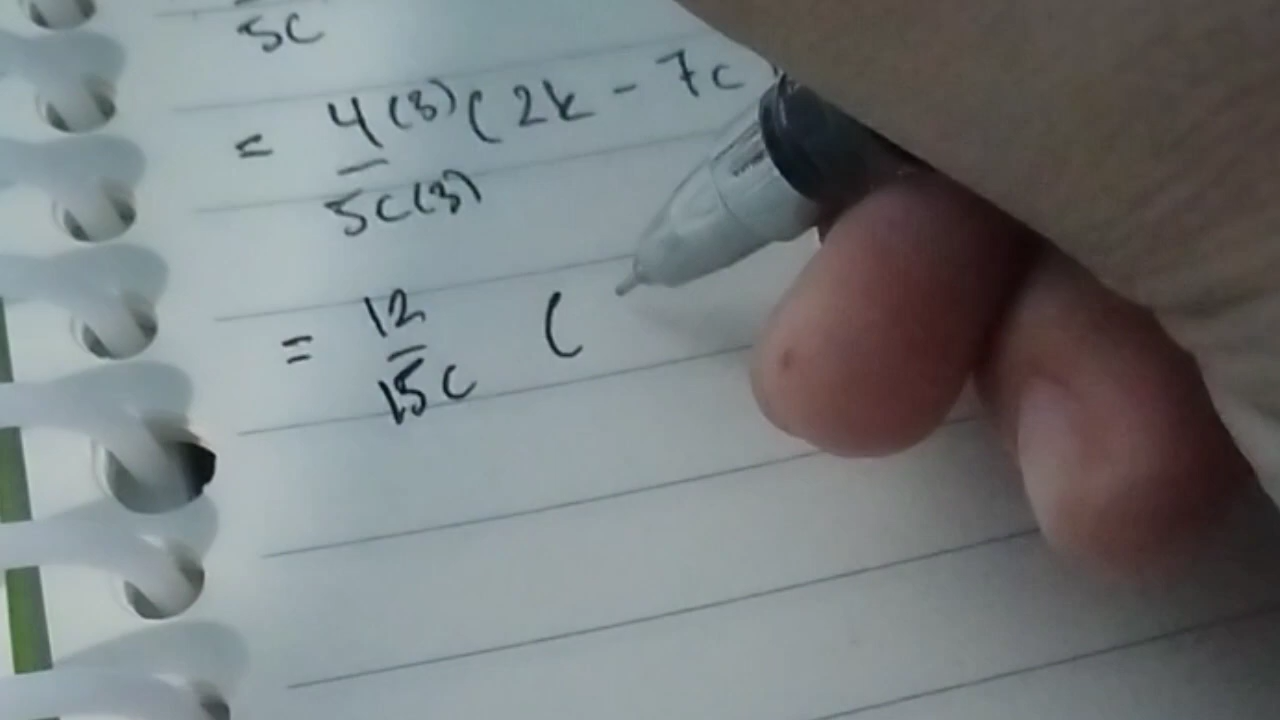 5c
= 4(3)(2k - 7c
5c(3)
= 12 (
15c